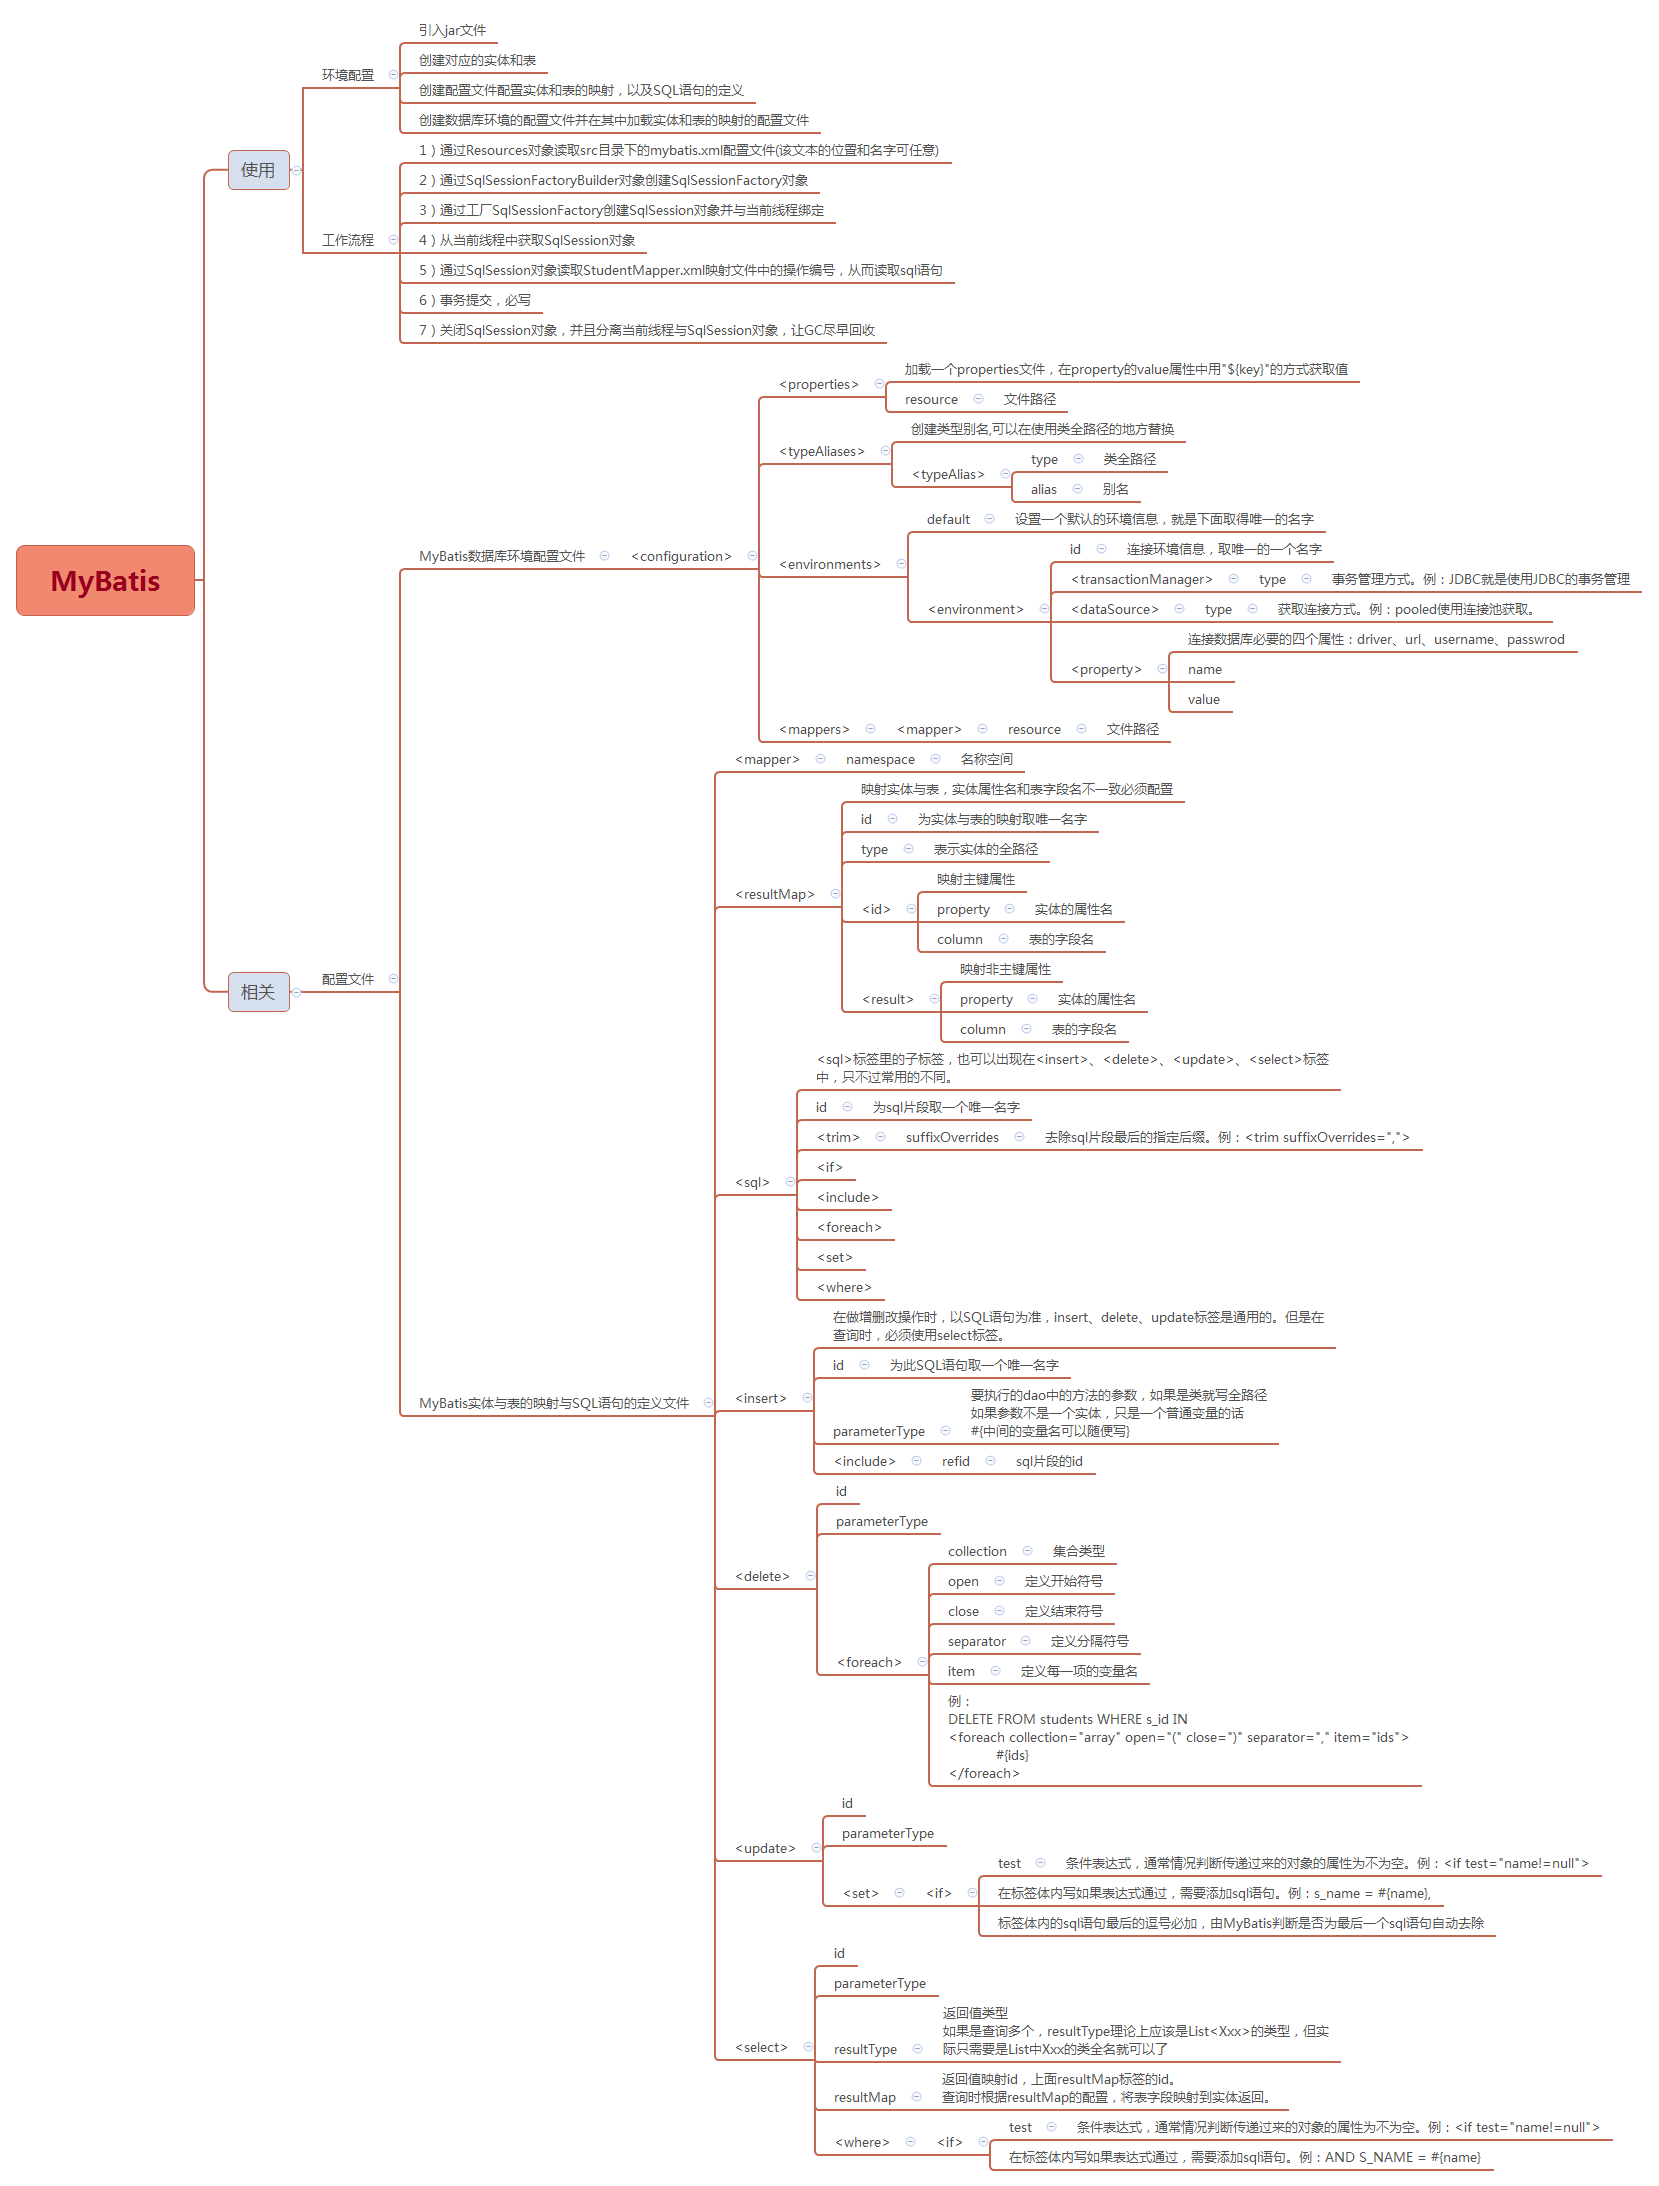 MyBatis
使用
环境配置
引入jar文件
创建对应的实体和表
创建配置文件配置实体和表的映射，以及SQL语句的定义
创建数据库环境的配置文件并在其中加载实体和表的映射的配置文件
工作流程
1）通过Resources对象读取src目录下的mybatis.xml配置文件(该文本的位置和名字可任意)
2）通过SqlSessionFactoryBuilder对象创建SqlSessionFactory对象
3）通过工厂SqlSessionFactory创建SqlSession对象并与当前线程绑定
4）从当前线程中获取SqlSession对象
5）通过SqlSession对象读取StudentMapper.xml映射文件中的操作编号，从而读取sql语句
6）事务提交，必写
7）关闭SqlSession对象，并且分离当前线程与SqlSession对象，让GC尽早回收
相关
配置文件
MyBatis数据库环境配置文件
<configuration>
<properties>
加载一个properties文件，在property的value属性中用"${key}"的方式获取值
resource 文件路径
<typeAliases>
创建类型别名,可以在使用类全路径的地方替换
<typeAlias>
type 类全路径
alias 别名
<environments>
default 设置一个默认的环境信息，就是下面取得唯一的名字
<environment>
id 连接环境信息，取唯一的一个名字
<transactionManager> type 事务管理方式。例：JDBC就是使用JDBC的事务管理
<dataSource> type 获取连接方式。例：pooled使用连接池获取。
<property>
连接数据库必要的四个属性：driver、url、username、passwrod
name
value
<mappers> <mapper> resource 文件路径
MyBatis实体与表的映射与SQL语句的定义文件
<mapper> namespace 名称空间
<resultMap>
映射实体与表，实体属性名和表字段名不一致必须配置
id 为实体与表的映射取唯一名字
type 表示实体的全路径
<id>
映射主键属性
property 实体的属性名
column 表的字段名
<result>
映射非主键属性
property 实体的属性名
column 表的字段名
<sql>
<sql>标签里的子标签，也可以出现在<insert>、<delete>、<update>、<select>标签
中，只不过常用的不同。
id 为sql片段取一个唯一名字
<trim> suffixOverrides 去除sql片段最后的指定后缀。例：<trim suffixOverrides=",">
<if>
<include>
<foreach>
<set>
<where>
<insert>
在做增删改操作时，以SQL语句为准，insert、delete、update标签是通用的。但是在
查询时，必须使用select标签。
id 为此SQL语句取一个唯一名字
parameterType
要执行的dao中的方法的参数，如果是类就写全路径
如果参数不是一个实体，只是一个普通变量的话
#{中间的变量名可以随便写}
<include> refid sql片段的id
<delete>
id
parameterType
<foreach>
collection 集合类型
open 定义开始符号
close 定义结束符号
separator 定义分隔符号
item 定义每一项的变量名
例：
DELETE FROM students WHERE s_id IN
<foreach collection="array" open="(" close=")" separator="," item="ids">
#{ids}
</foreach>
<update>
id
parameterType
<set> <if>
test 条件表达式，通常情况判断传递过来的对象的属性为不为空。例：<if test="name!=null">
在标签体内写如果表达式通过，需要添加sql语句。例：s_name = #{name},
标签体内的sql语句最后的逗号必加，由MyBatis判断是否为最后一个sql语句自动去除
<select>
id
parameterType
resultType
返回值类型
如果是查询多个，resultType理论上应该是List<Xxx>的类型，但实
际只需要是List中Xxx的类全名就可以了
resultMap
返回值映射id，上面resultMap标签的id。
查询时根据resultMap的配置，将表字段映射到实体返回。
<where> <if>
test 条件表达式，通常情况判断传递过来的对象的属性为不为空。例：<if test="name!=null">
在标签体内写如果表达式通过，需要添加sql语句。例：AND S_NAME = #{name}